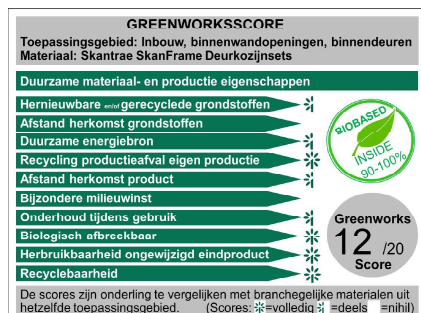 GREENWORKSSCORE
Toepassingsgebied: Inbouw, binnenwandopeningen, binnendeuren
Materiaal: Skantrae SkanFrame Deurkozijnsets
Duurzame materiaal- en productie eigenschappen
Hernieuwbare en/of gerecyclede grondstoffen
Afstand herkomst grondstoffen
Duurzame energiebron
Recycling productieafval eigen productie
Afstand herkomst product
Bijzondere milieuwinst
Onderhoud tijdens gebruik
Biologisch afbreekbaar
Herbruikbaarheid ongewijzigd eindproduct
Recyclebaarheid
BIOBASED
INSIDE
90-100%
Greenworks
12 /20
Score
De scores zijn onderling te vergelijken met branchegelijke materialen uit
hetzelfde toepassingsgebied. (Scores: =volledig =deels =nihil)